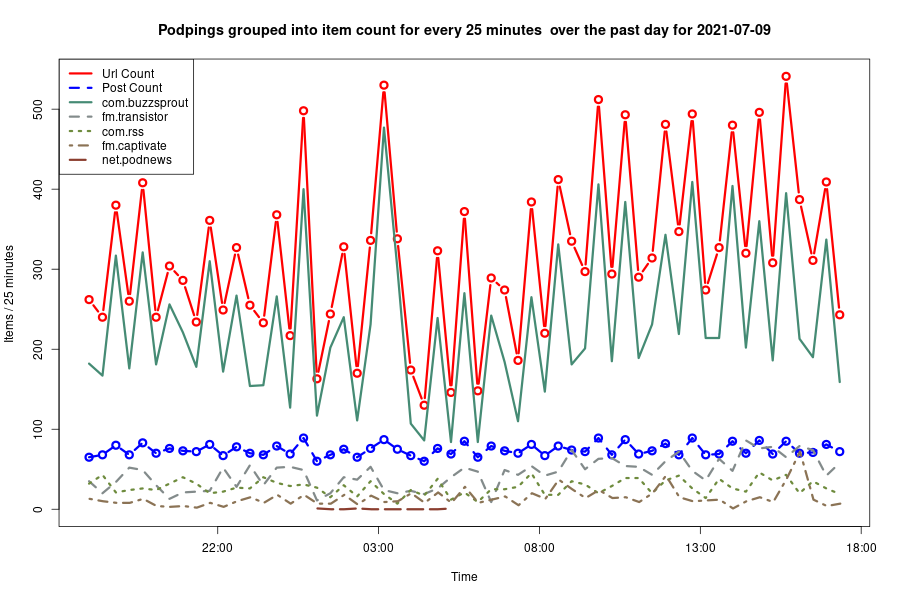 Podpings grouped into item count for every 25 minutes  over the past day for 2021-07-09
Url Count
Post Count
com.buzzsprout
fm.transistor
com.rss
fm.captivate
net.podnews
Items / 25 minutes
500
400
300
200
100
0
22:00 03:00 08:00 13:00 18:00
Time